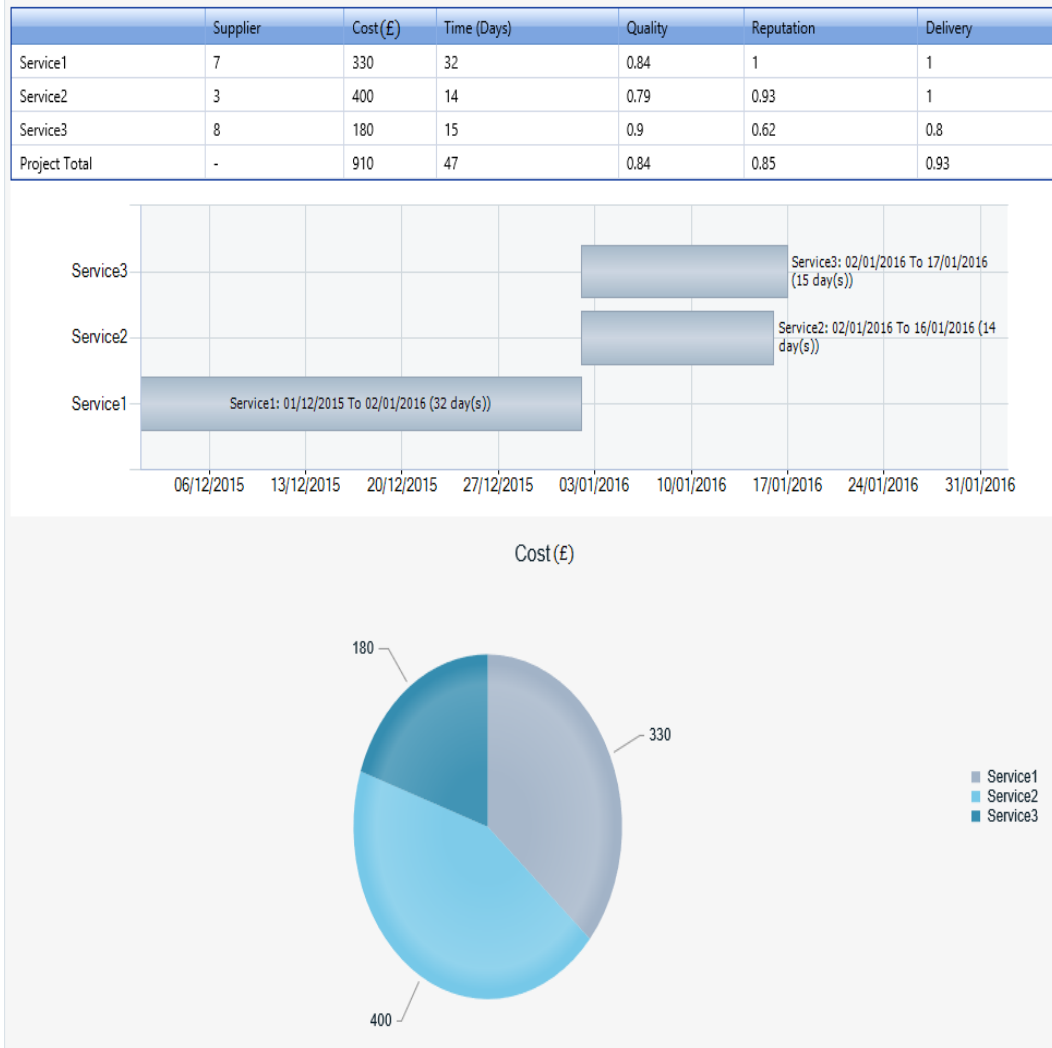 Supplier Cost(£) Time (Days) Quality Reputation Delivery
Service1 7 330 32 0.84 1 1
Service2 3 400 14 0.79 0.93 1
Service3 8 180 15 0.9 0.62 0.8
Project Total - 910 47 0.84 0.85 0.93
Service3
Service3: 02/01/2016 To 17/01/2016
(15 day(s))
Service2
Service2: 02/01/2016 To 16/01/2016 (14
day(s))
Service1
Service1: 01/12/2015 To 02/01/2016 (32 day(s))
06/12/2015 13/12/2015 20/12/2015 27/12/2015 03/01/2016 10/01/2016 17/01/2016 24/01/2016 31/01/2016
Cost(£)
180
330
400
Service1
Service2
Service3